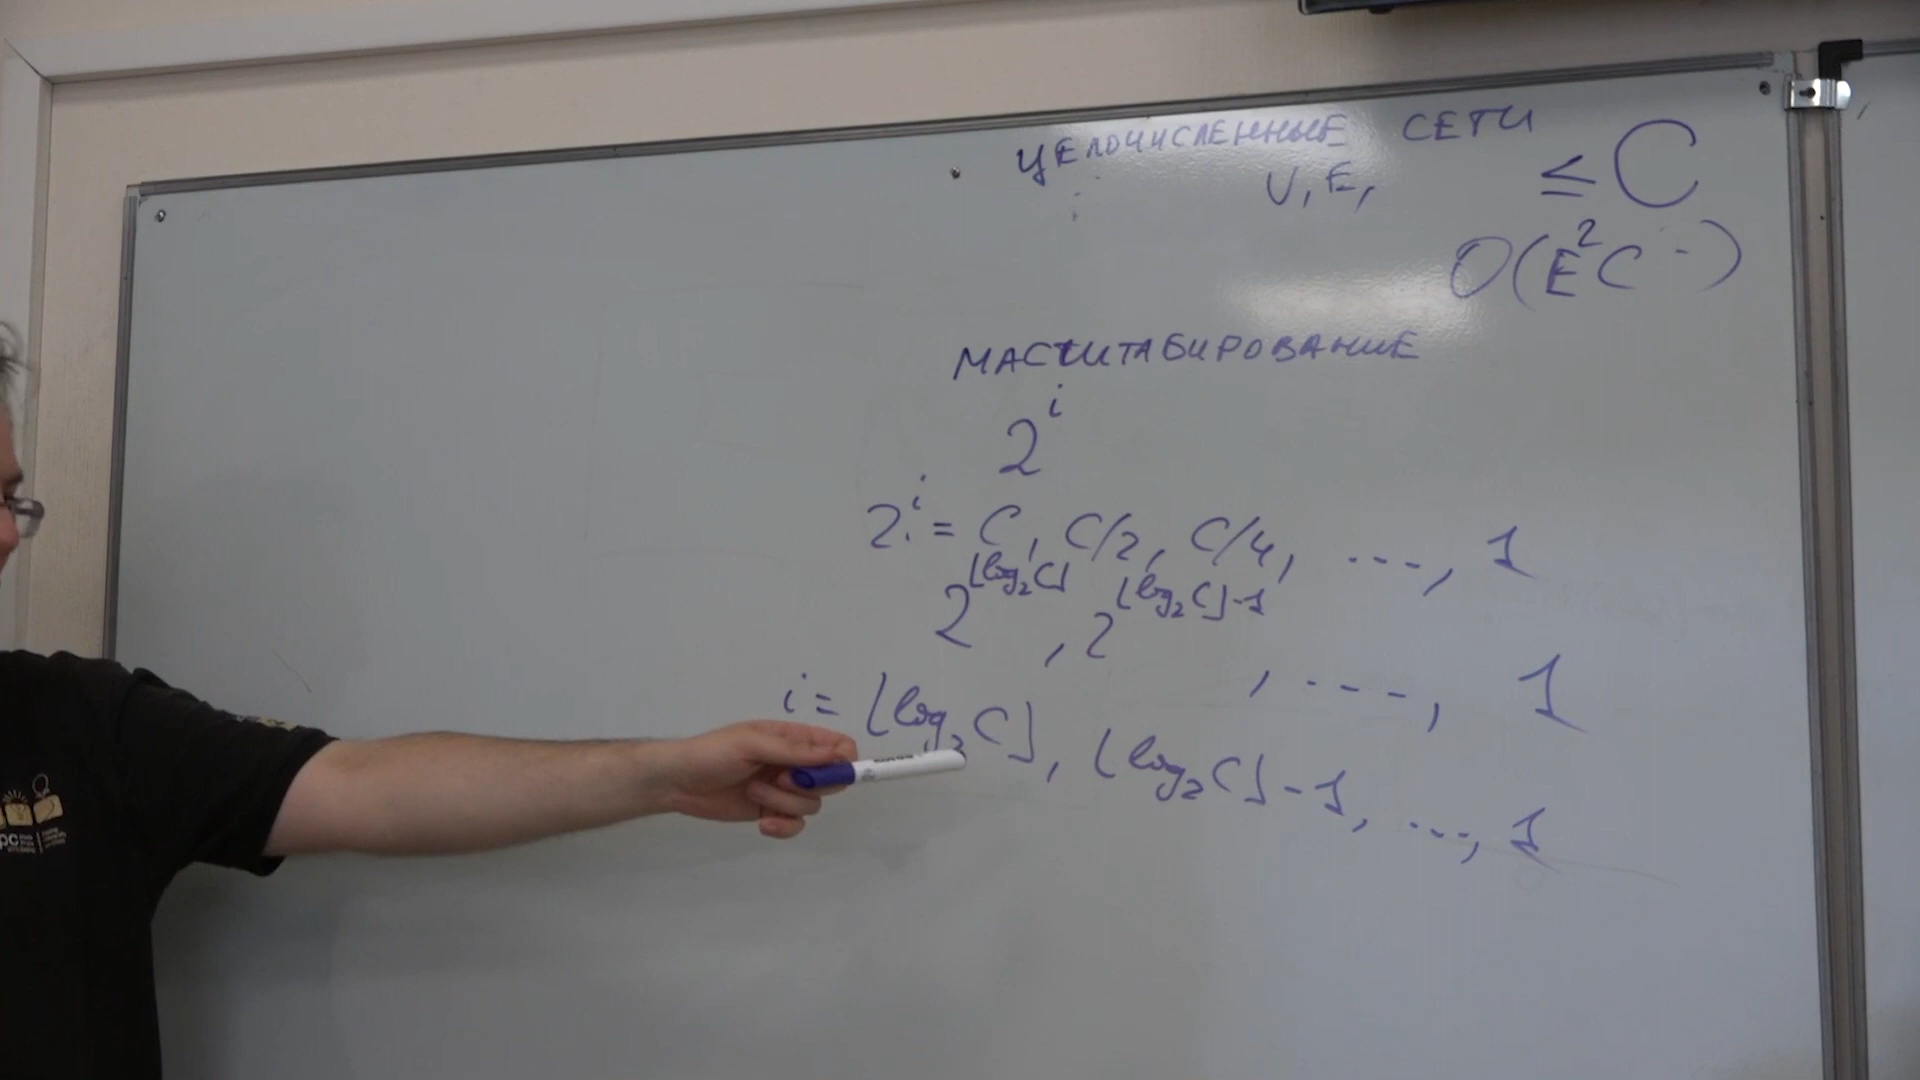 ЦЕЛОЧИСЛЕННЫЕ СЕТИ
V, E, ≤ C
O(E²C -)
МАСШТАБИРОВАНИЕ
2^i
2^i = C, C/2, C/4, ---, 1
2^⌊log₂C⌋, 2^⌊log₂C⌋-1, ---, 1
i = ⌊log₂C⌋, ⌊log₂C⌋-1, ..., 1
pc